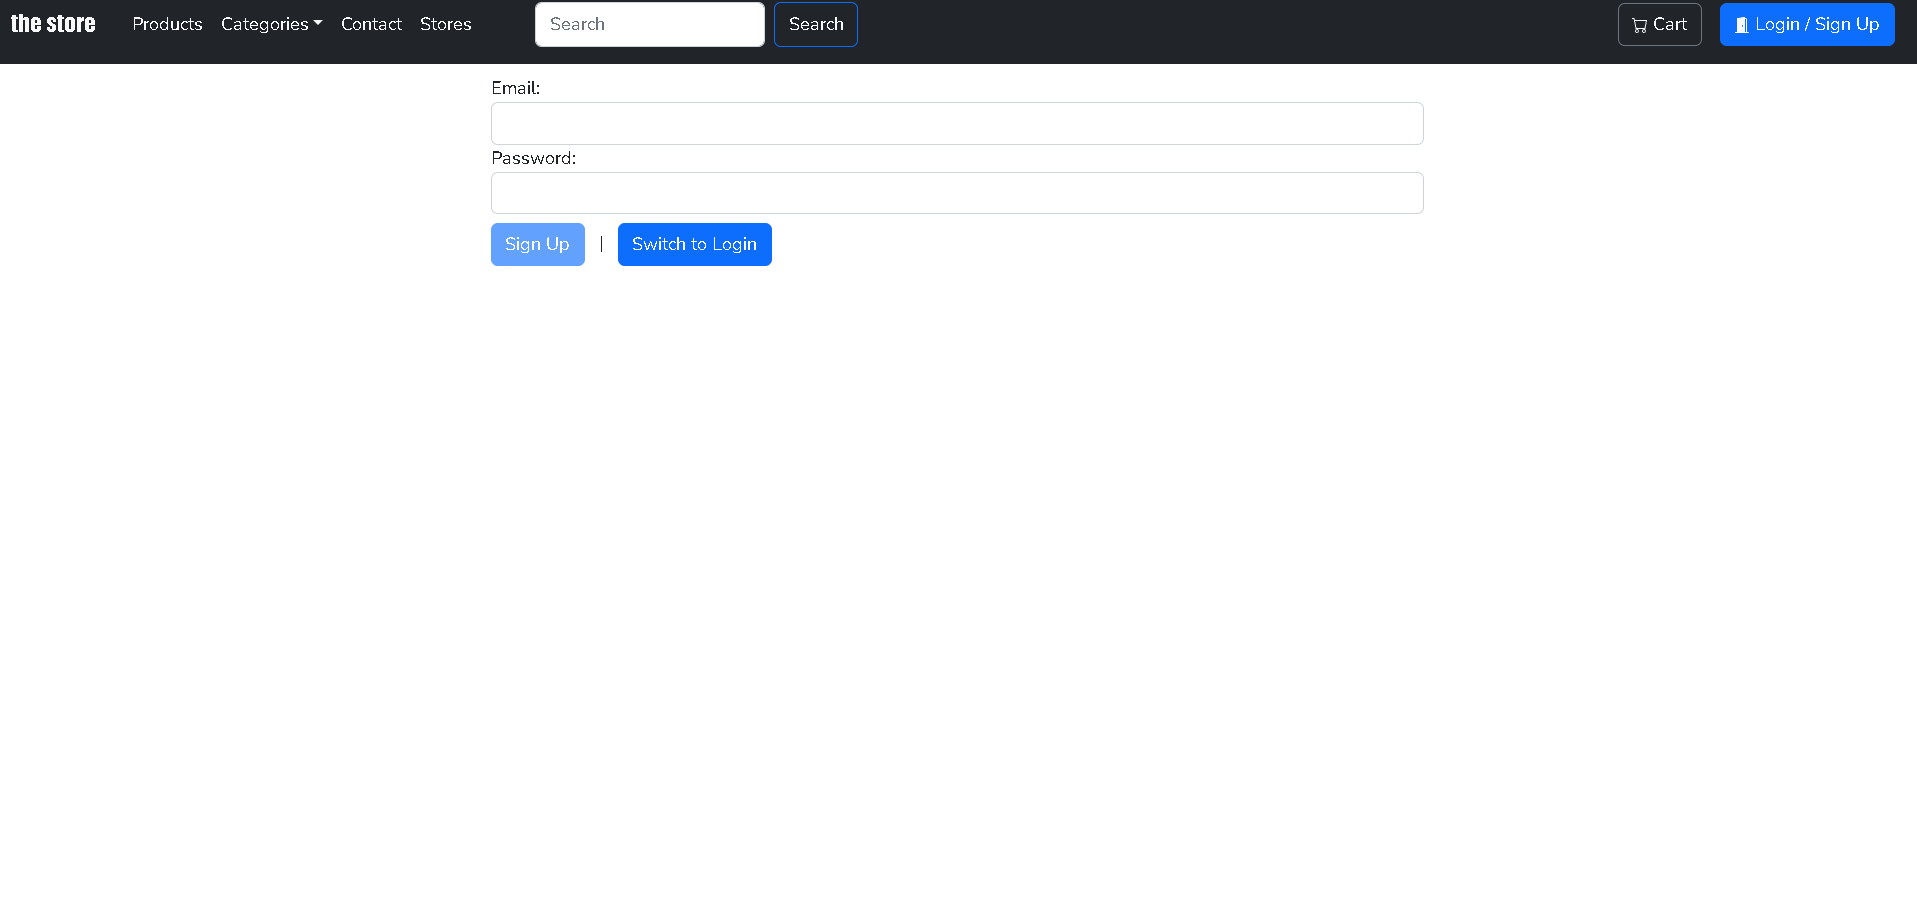 the store Products Categories Contact Stores Search Search Cart Login / Sign Up
Email:
Password:
Sign Up | Switch to Login